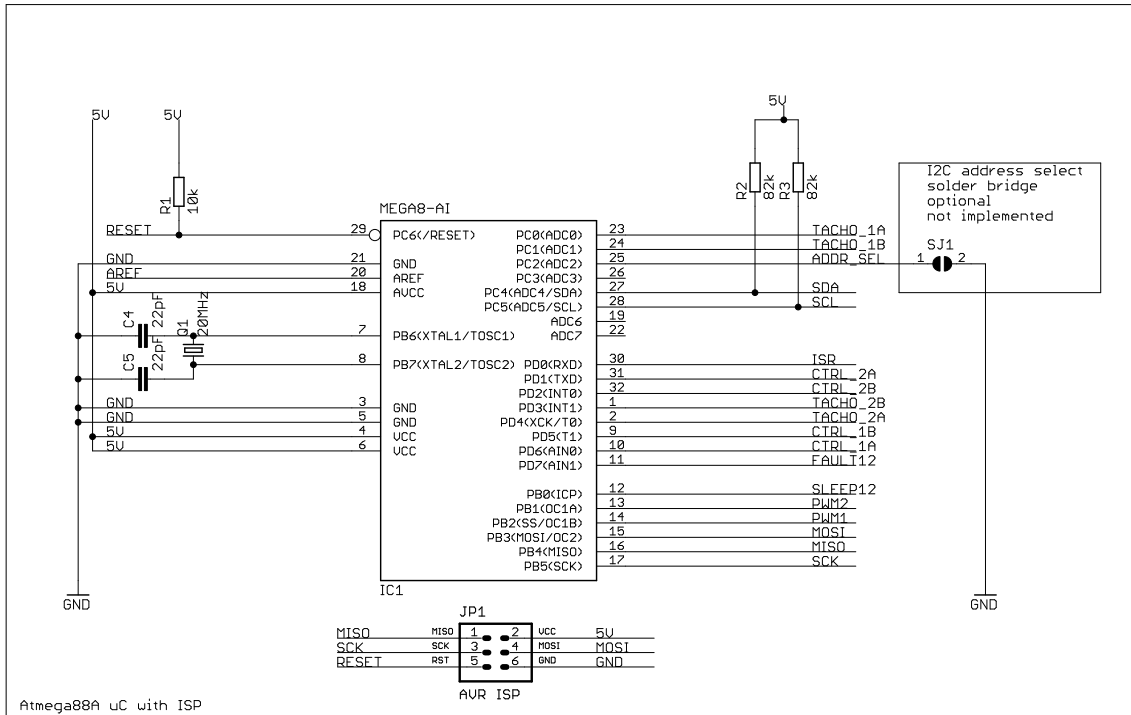 5V
5V
5V
R1
10k
R2
82k
R3
82k
I2C address select
solder bridge
optional
not implemented
SJ1
1
2
MEGA8-AI
RESET
29
PC6(/RESET)
GND
21
GND
AREF
20
AREF
5V
18
AVCC
C4
22pF
Q1
20MHz
7
PB6(XTAL1/TOSC1)
C5
22pF
8
PB7(XTAL2/TOSC2)
GND
3
GND
GND
5
GND
5V
4
VCC
5V
6
VCC
PC0(ADC0)
23
TACHO_1A
PC1(ADC1)
24
TACHO_1B
PC2(ADC2)
25
ADDR_SEL
PC3(ADC3)
26
PC4(ADC4/SDA)
27
SDA
PC5(ADC5/SCL)
28
SCL
ADC6
19
ADC7
22
PD0(RXD)
30
ISR
PD1(TXD)
31
CTRL_2A
PD2(INT0)
32
CTRL_2B
PD3(INT1)
1
TACHO_2B
PD4(XCK/T0)
2
TACHO_2A
PD5(T1)
9
CTRL_1B
PD6(AIN0)
10
CTRL_1A
PD7(AIN1)
11
FAULT12
PB0(ICP)
12
SLEEP12
PB1(OC1A)
13
PWM2
PB2(SS/OC1B)
14
PWM1
PB3(MOSI/OC2)
15
MOSI
PB4(MISO)
16
MISO
PB5(SCK)
17
SCK
IC1
GND
GND
JP1
MISO
MISO
1
2
VCC
5V
SCK
SCK
3
4
MOSI
MOSI
RESET
RST
5
6
GND
GND
AVR ISP
Atmega88A uC with ISP